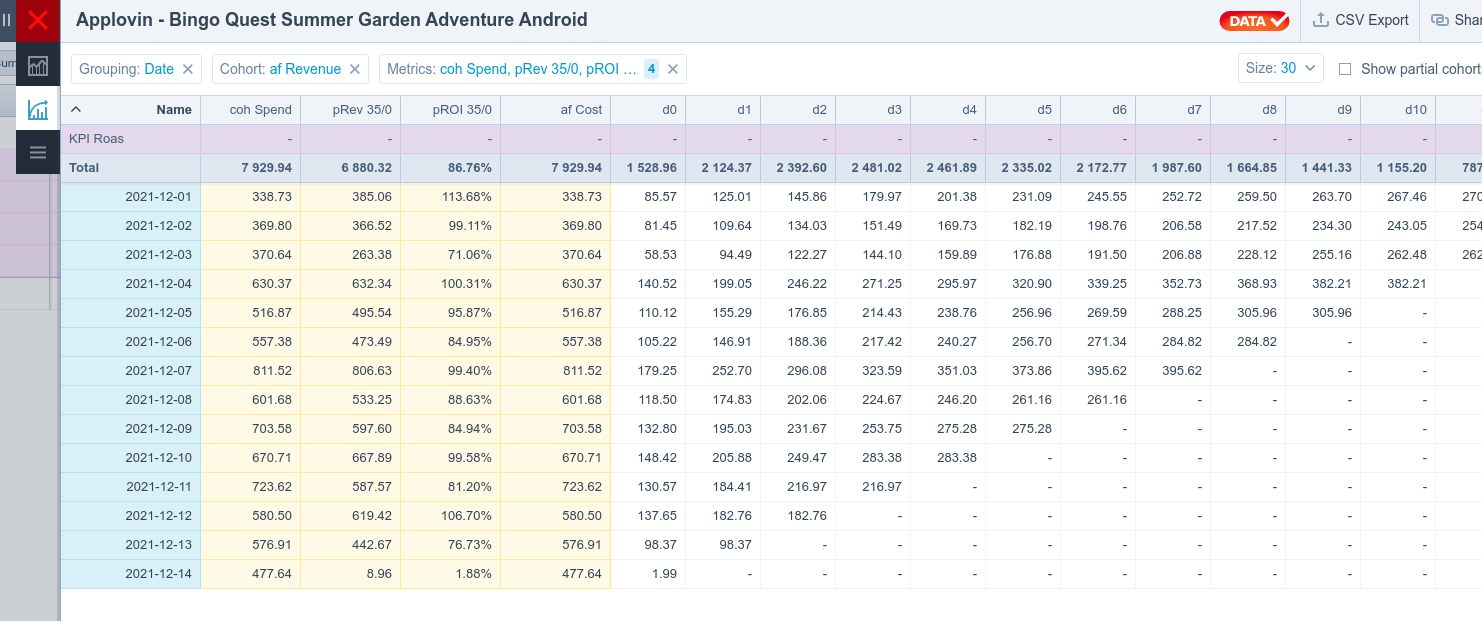 Applovin - Bingo Quest Summer Garden Adventure Android DATA CSV Export Shar
um
Grouping: Date Cohort: af Revenue Metrics: coh Spend, pRev 35/0, pROI ... 4 Size: 30 Show partial cohort
Name coh Spend pRev 35/0 pROI 35/0 af Cost d0 d1 d2 d3 d4 d5 d6 d7 d8 d9 d10
KPI Roas - - - - - - - - - - - - - - -
Total 7 929.94 6 880.32 86.76% 7 929.94 1 528.96 2 124.37 2 392.60 2 481.02 2 461.89 2 335.02 2 172.77 1 987.60 1 664.85 1 441.33 1 155.20 787
2021-12-01 338.73 385.06 113.68% 338.73 85.57 125.01 145.86 179.97 201.38 231.09 245.55 252.72 259.50 263.70 267.46 270
2021-12-02 369.80 366.52 99.11% 369.80 81.45 109.64 134.03 151.49 169.73 182.19 198.76 206.58 217.52 234.30 243.05 254
2021-12-03 370.64 263.38 71.06% 370.64 58.53 94.49 122.27 144.10 159.89 176.88 191.50 206.88 228.12 255.16 262.48 262
2021-12-04 630.37 632.34 100.31% 630.37 140.52 199.05 246.22 271.25 295.97 320.90 339.25 352.73 368.93 382.21 382.21
2021-12-05 516.87 495.54 95.87% 516.87 110.12 155.29 176.85 214.43 238.76 256.96 269.59 288.25 305.96 305.96 -
2021-12-06 557.38 473.49 84.95% 557.38 105.22 146.91 188.36 217.42 240.27 256.70 271.34 284.82 284.82 - -
2021-12-07 811.52 806.63 99.40% 811.52 179.25 252.70 296.08 323.59 351.03 373.86 395.62 395.62 - - -
2021-12-08 601.68 533.25 88.63% 601.68 118.50 174.83 202.06 224.67 246.20 261.16 261.16 - - - -
2021-12-09 703.58 597.60 84.94% 703.58 132.80 195.03 231.67 253.75 275.28 275.28 - - - - -
2021-12-10 670.71 667.89 99.58% 670.71 148.42 205.88 249.47 283.38 283.38 - - - - - -
2021-12-11 723.62 587.57 81.20% 723.62 130.57 184.41 216.97 216.97 - - - - - - -
2021-12-12 580.50 619.42 106.70% 580.50 137.65 182.76 182.76 - - - - - - - -
2021-12-13 576.91 442.67 76.73% 576.91 98.37 98.37 - - - - - - - - -
2021-12-14 477.64 8.96 1.88% 477.64 1.99 - - - - - - - - - -